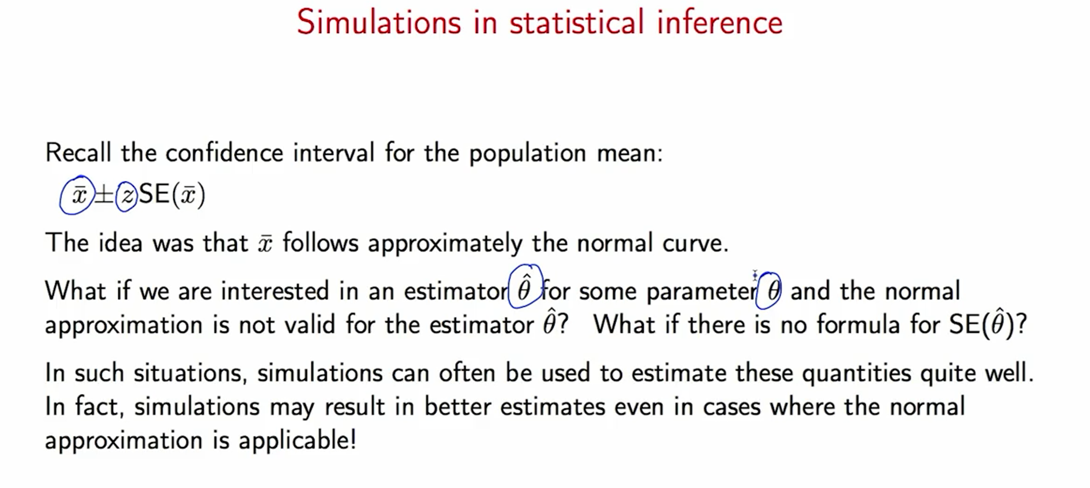 Simulations in statistical inference
Recall the confidence interval for the population mean:
x̄±zSE(x̄)
The idea was that x̄ follows approximately the normal curve.
What if we are interested in an estimator θ̂ for some parameter θ and the normal
approximation is not valid for the estimator θ̂? What if there is no formula for SE(θ̂)?
In such situations, simulations can often be used to estimate these quantities quite well.
In fact, simulations may result in better estimates even in cases where the normal
approximation is applicable!